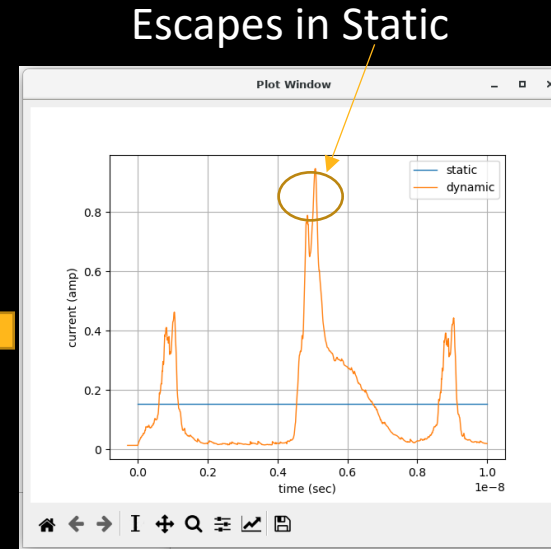 Escapes in Static
Plot Window
static
dynamic
0.8
0.6
0.4
0.2
0
current (amp)
0.0 0.2 0.4 0.6 0.8 1.0
1e−8
time (sec)